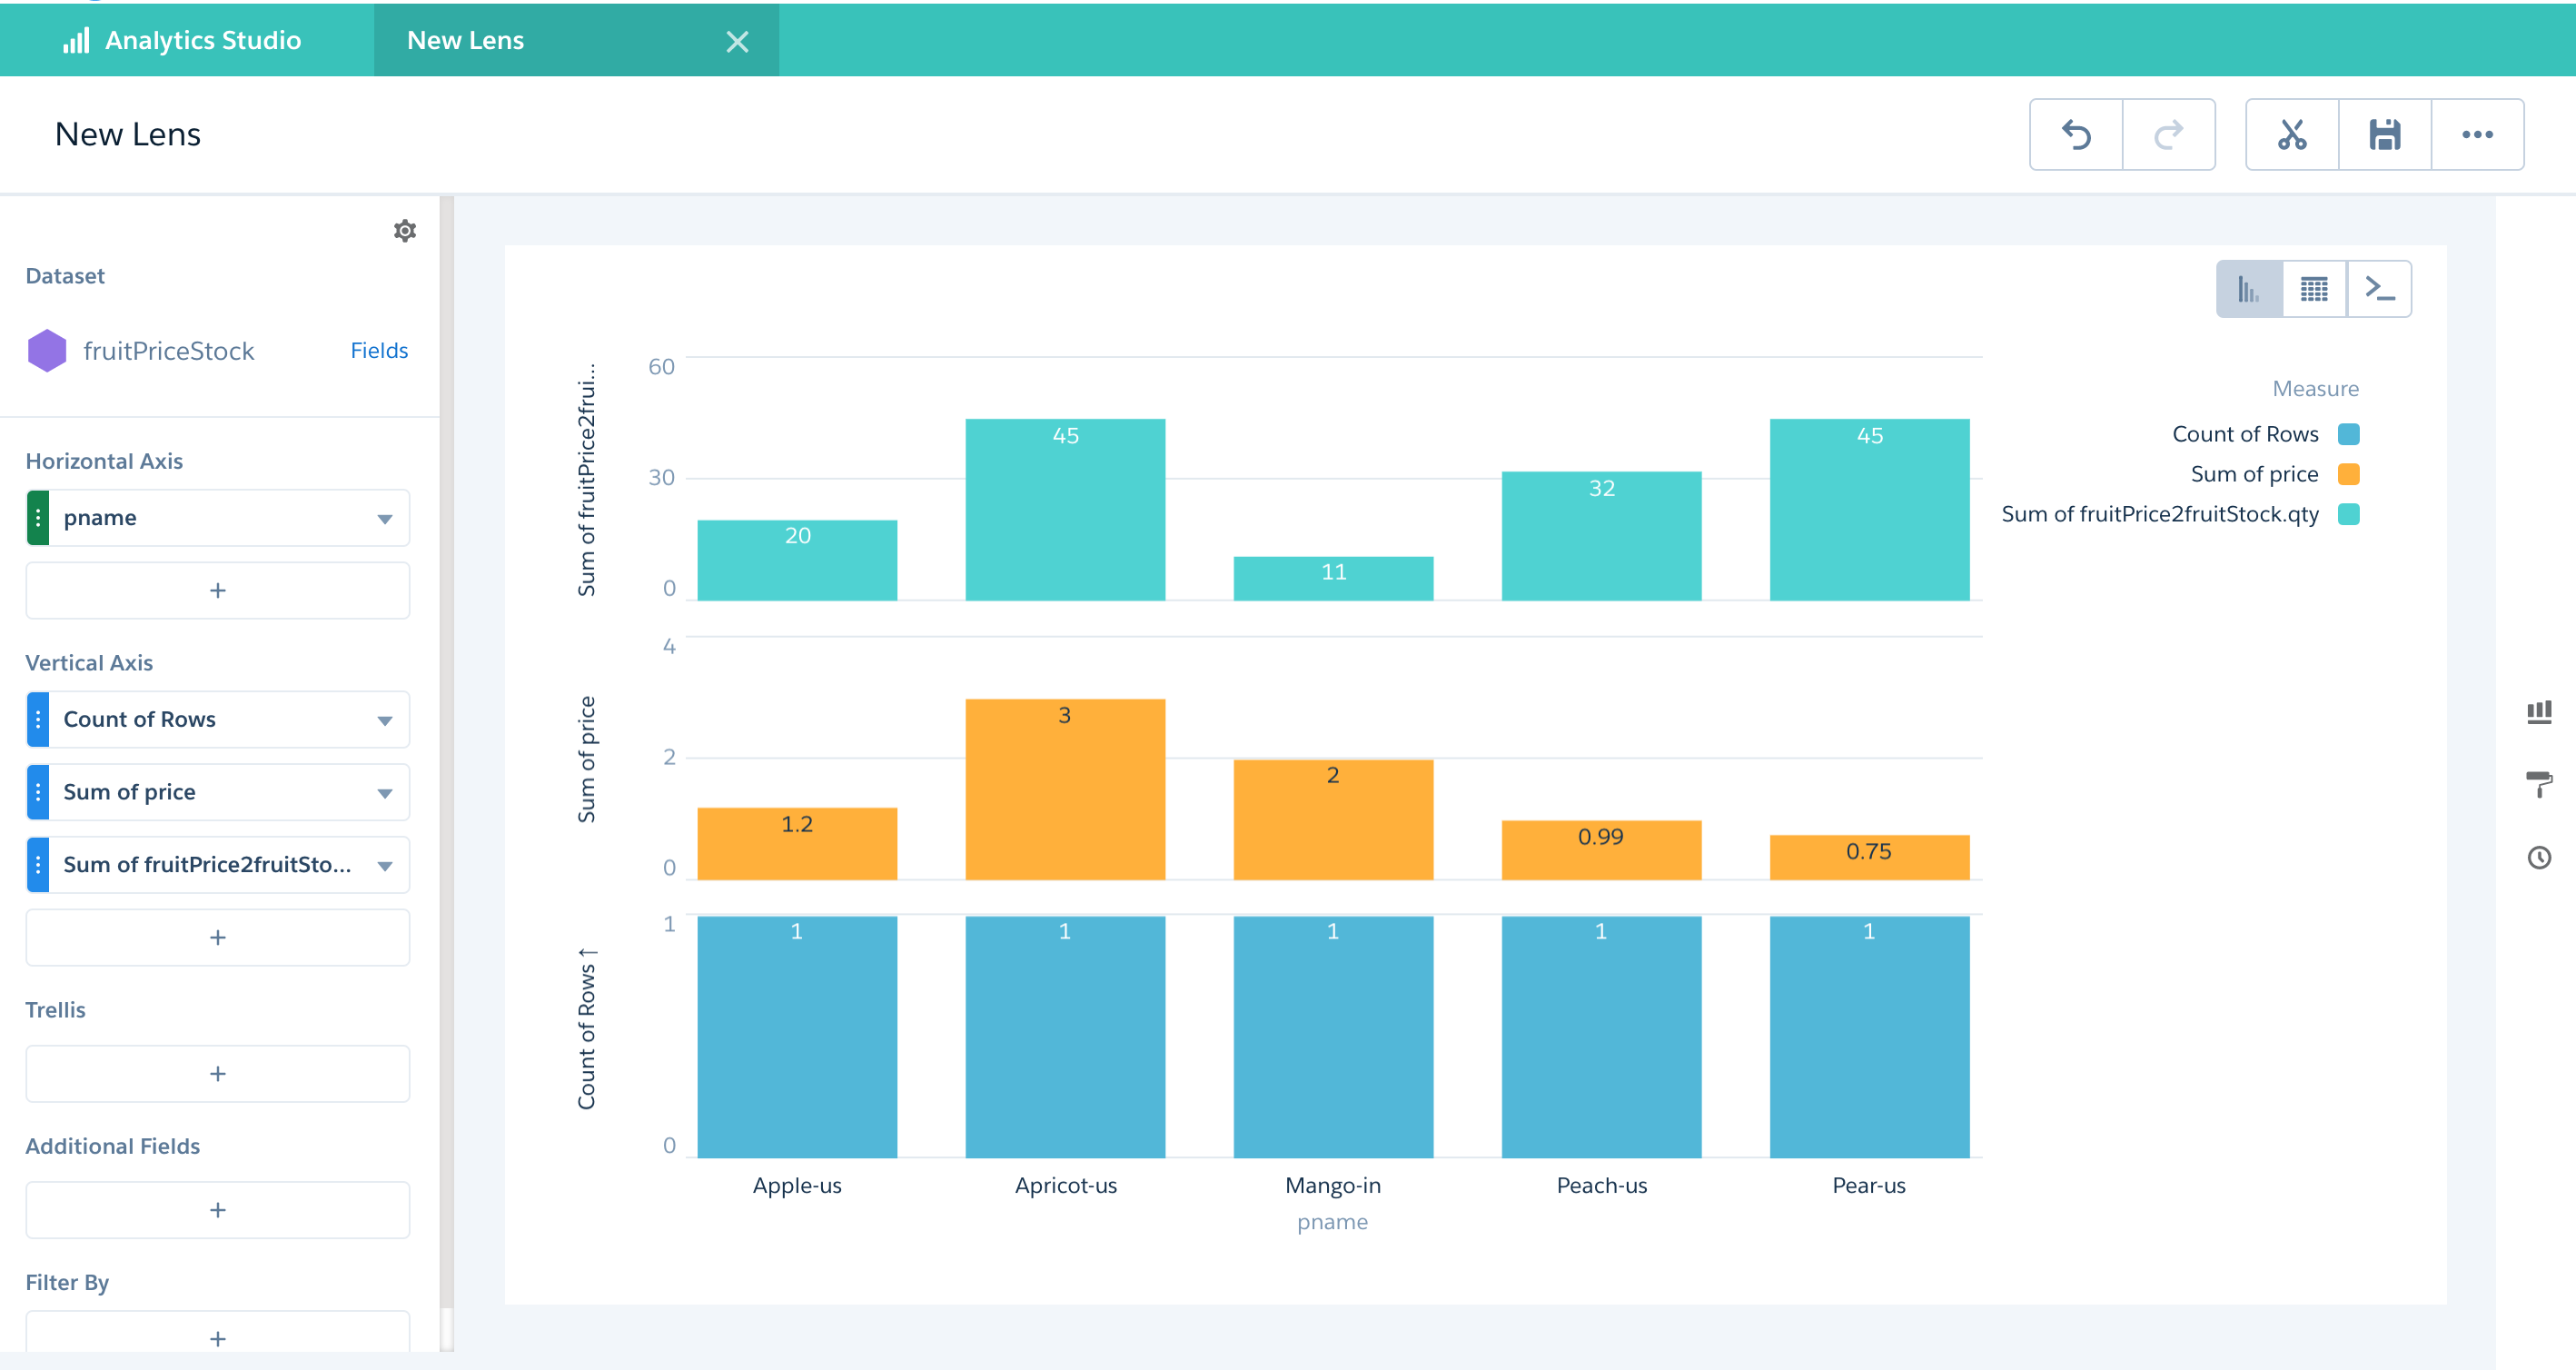 Analytics Studio
New Lens
New Lens
Dataset
fruitPriceStock
Fields
Horizontal Axis
pname
+
Vertical Axis
Count of Rows
Sum of price
Sum of fruitPrice2fruitSto...
+
Trellis
+
Additional Fields
+
Filter By
+
Sum of fruitPrice2frui...
60
30
0
20
45
11
32
45
Sum of price
4
2
0
1.2
3
2
0.99
0.75
Count of Rows ↑
1
0
1
1
1
1
1
Apple-us
Apricot-us
Mango-in
Peach-us
Pear-us
pname
Measure
Count of Rows
Sum of price
Sum of fruitPrice2fruitStock.qty